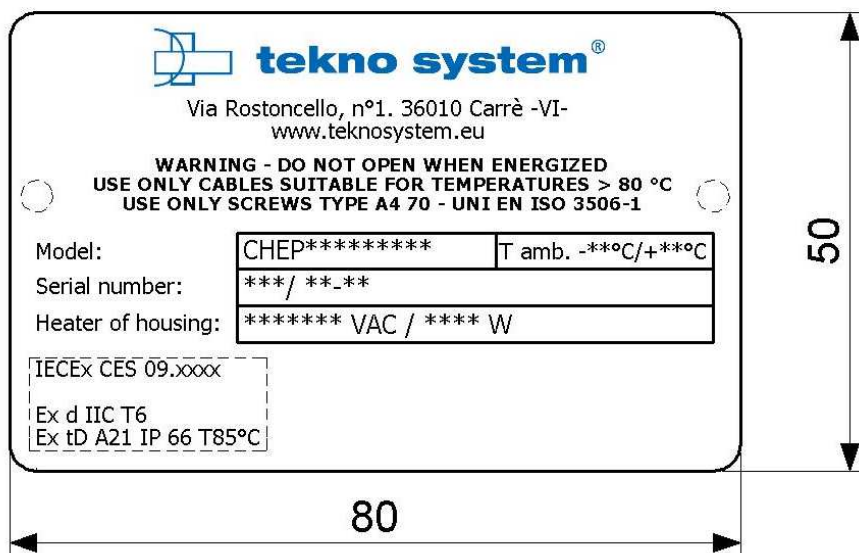 tekno system®
Via Rostoncello, n°1. 36010 Carrè -VI-
www.teknosystem.eu
WARNING - DO NOT OPEN WHEN ENERGIZED
USE ONLY CABLES SUITABLE FOR TEMPERATURES > 80 °C
USE ONLY SCREWS TYPE A4 70 - UNI EN ISO 3506-1
Model: CHEP********* T amb. -**°C/+**°C
Serial number: ***/ **-**
Heater of housing: ******* VAC / **** W
IECEx CES 09.xxxx
Ex d IIC T6
Ex tD A21 IP 66 T85°C
50
80